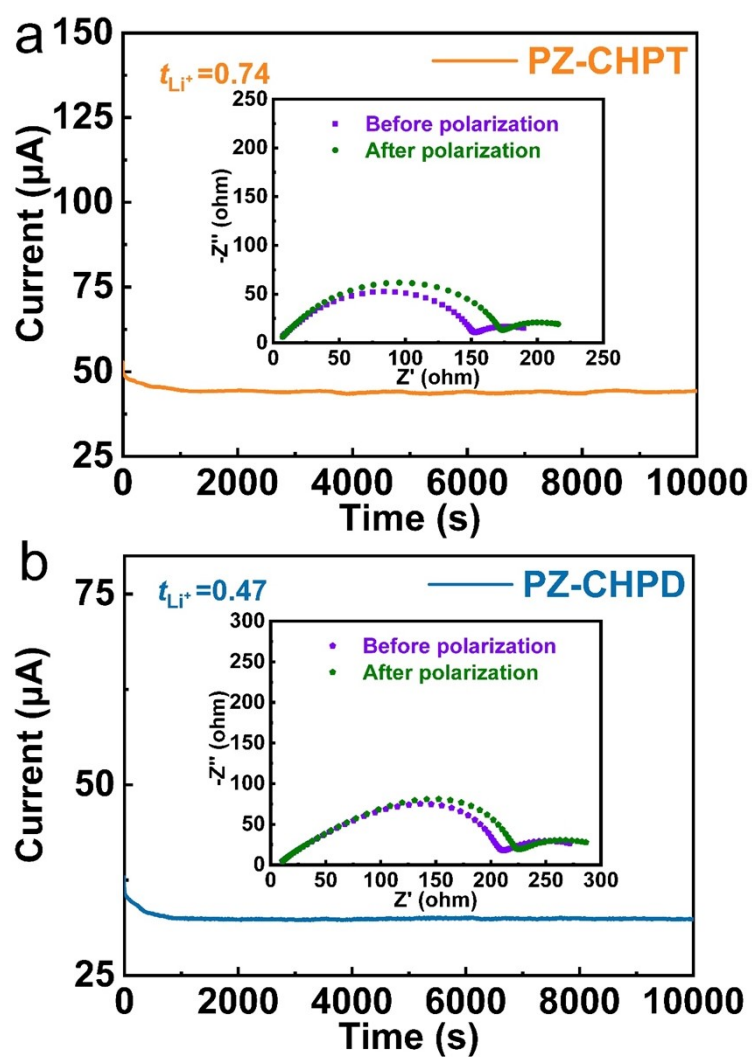 a
t_Li⁺=0.74
PZ-CHPT
Before polarization
After polarization
-Z'' (ohm)
250
200
150
100
50
0
50
100
150
200
250
Z' (ohm)
Current (μA)
150
125
100
75
50
25
0
2000
4000
6000
8000
10000
Time (s)
b
t_Li⁺=0.47
PZ-CHPD
Before polarization
After polarization
-Z'' (ohm)
300
250
200
150
100
50
0
0
50
100
150
200
250
300
Z' (ohm)
Current (μA)
75
50
25
0
2000
4000
6000
8000
10000
Time (s)